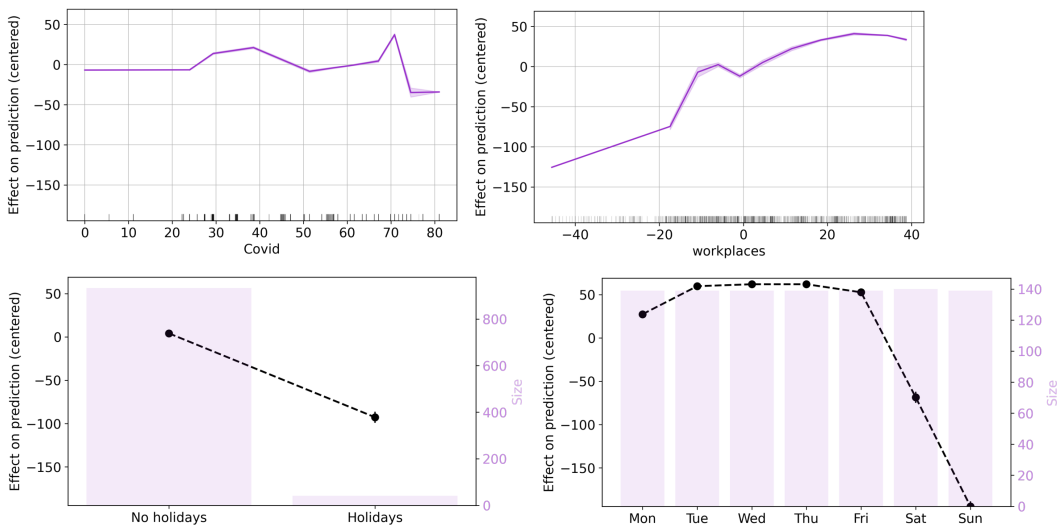 Effect on prediction (centered)
50
0
−50
−100
−150
0 10 20 30 40 50 60 70 80
Covid
Effect on prediction (centered)
50
0
−50
−100
−150
−40 −20 0 20 40
workplaces
Effect on prediction (centered)
50
0
−50
−100
−150
800
600
400
200
0
Size
No holidays Holidays
Effect on prediction (centered)
50
0
−50
−100
−150
140
120
100
80
60
40
20
0
Size
Mon Tue Wed Thu Fri Sat Sun